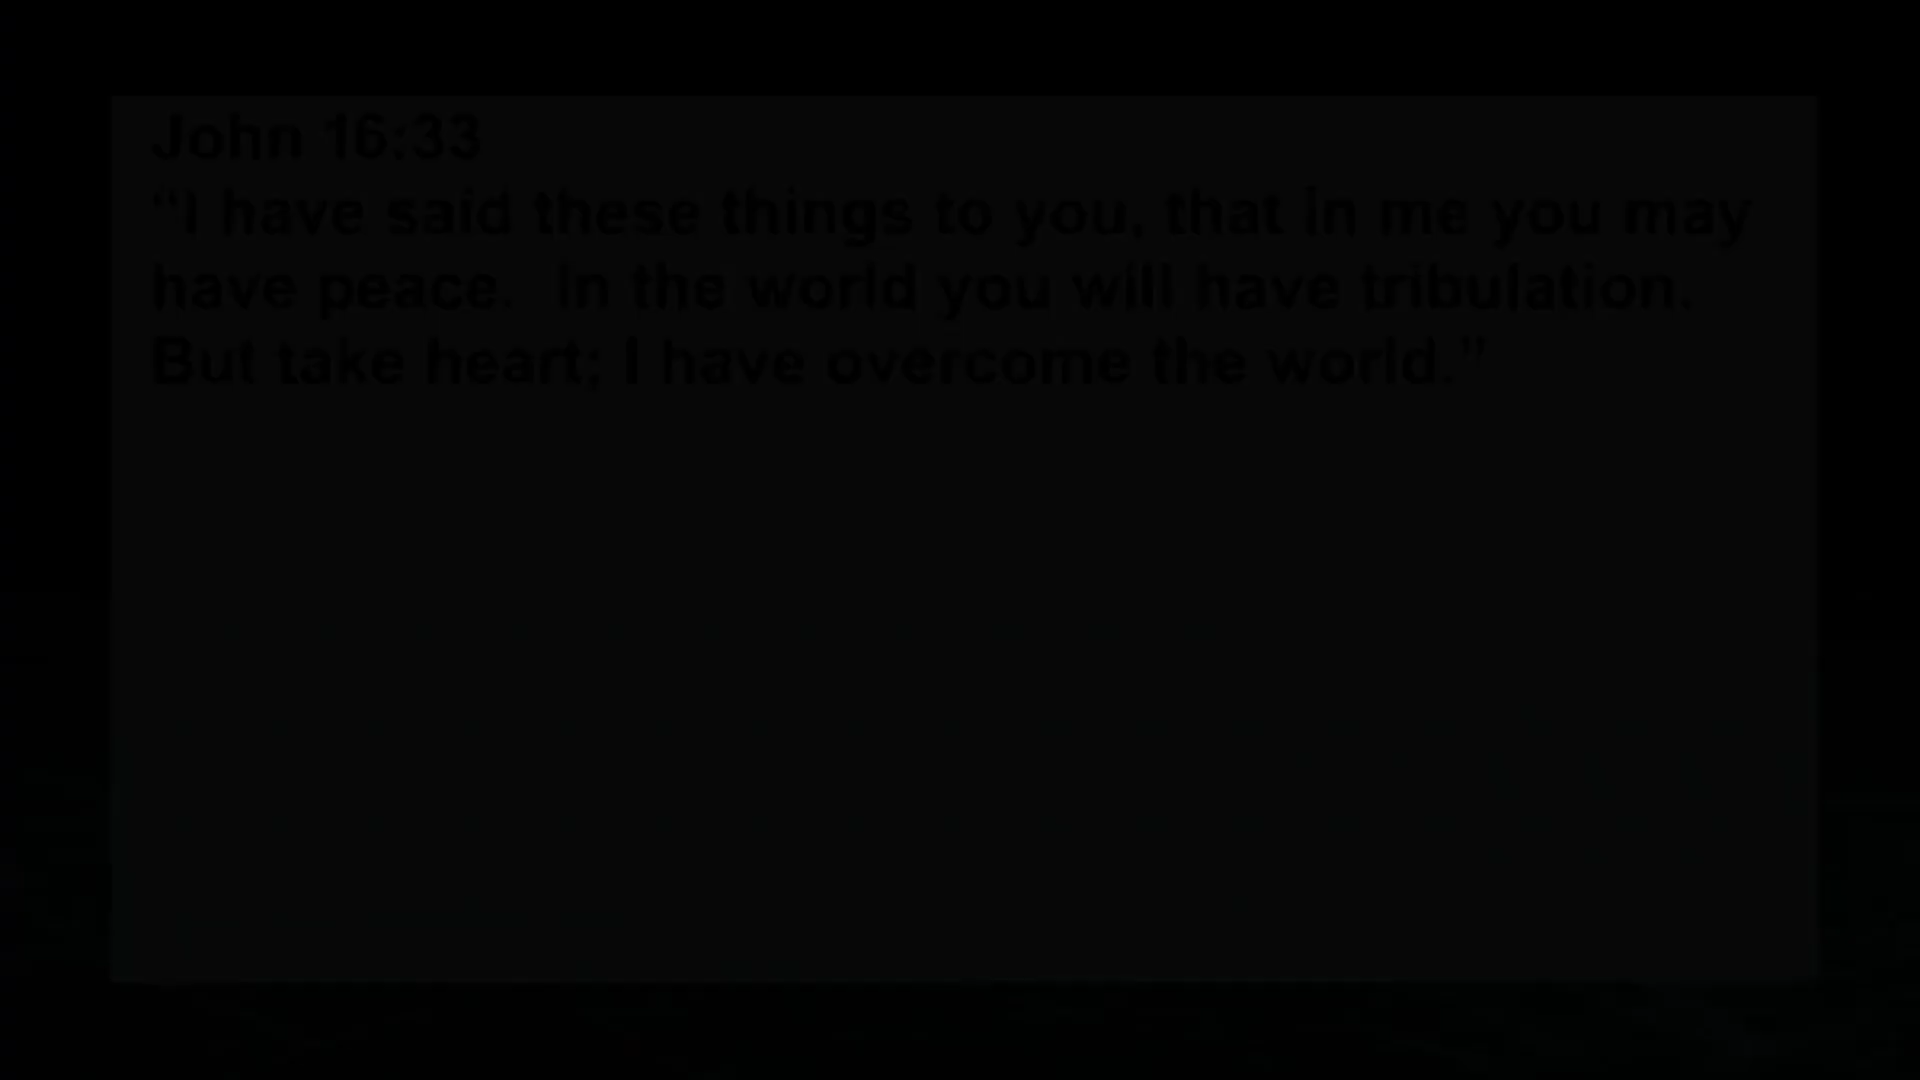 John 16:33
“I have said these things to you, that in me you may
have peace.  In the world you will have tribulation.
But take heart; I have overcome the world.”